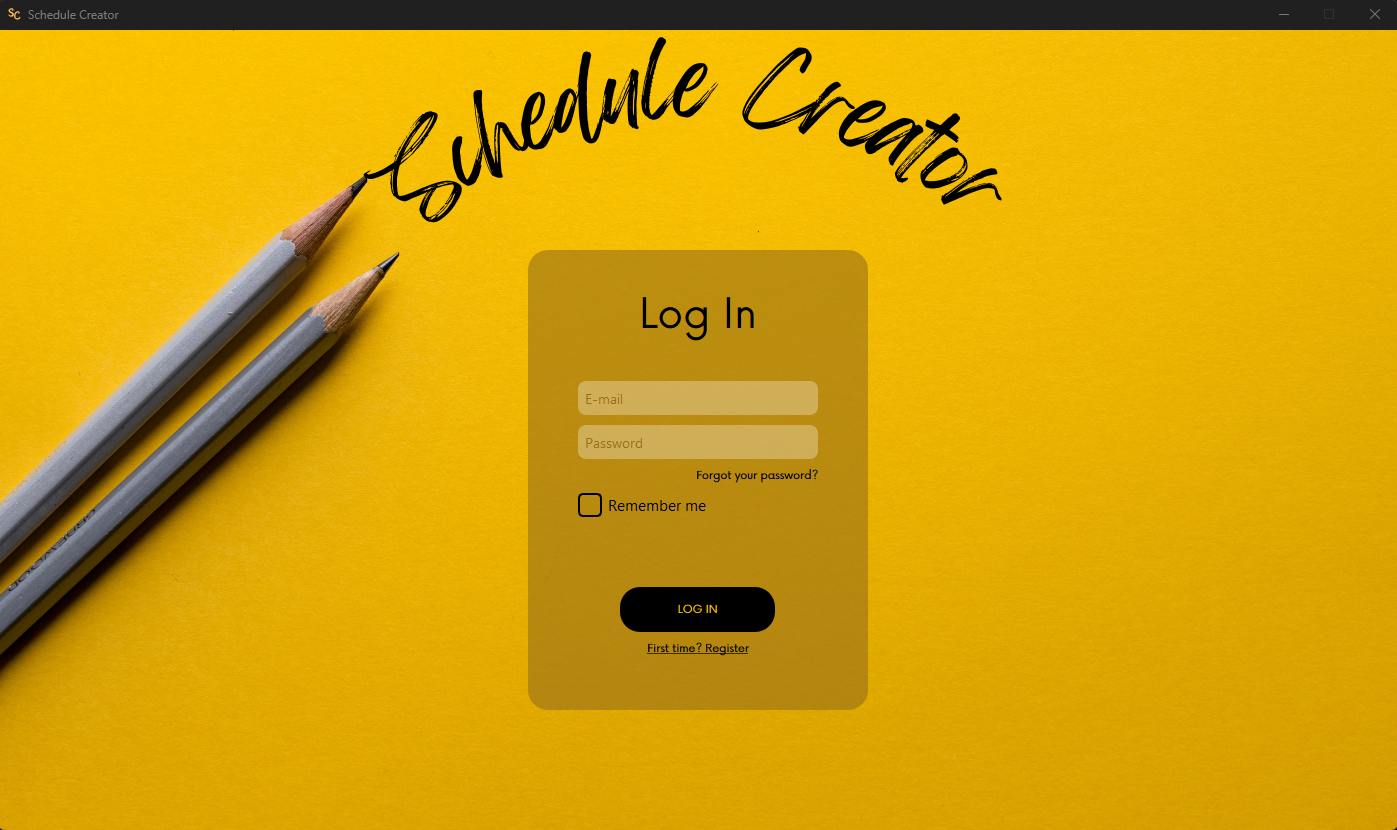 SC Schedule Creator
Schedule Creator
Log In
E-mail
Password
Forgot your password?
Remember me
LOG IN
First time? Register